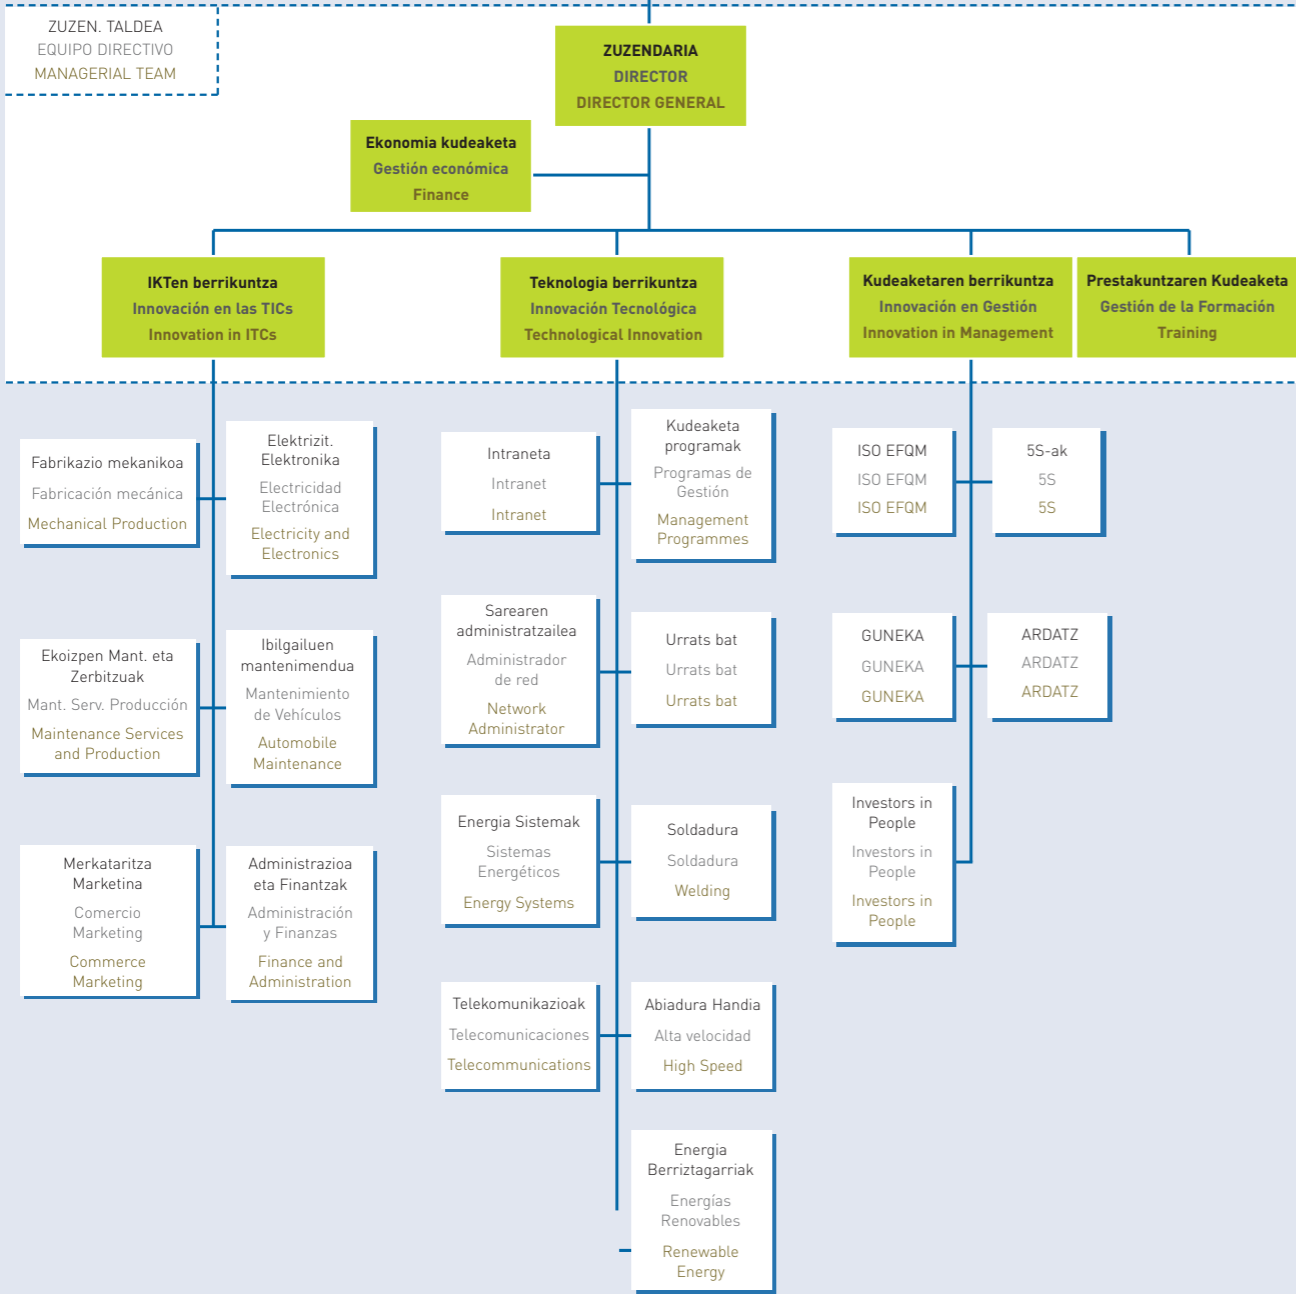 ZUZEN. TALDEA
EQUIPO DIRECTIVO
MANAGERIAL TEAM
ZUZENDARIA
DIRECTOR
DIRECTOR GENERAL
Ekonomia kudeaketa
Gestión económica
Finance
IKTen berrikuntza
Innovación en las TICs
Innovation in ITCs
Teknologia berrikuntza
Innovación Tecnológica
Technological Innovation
Kudeaketaren berrikuntza
Innovación en Gestión
Innovation in Management
Prestakuntzaren Kudeaketa
Gestión de la Formación
Training
Fabrikazio mekanikoa
Fabricación mecánica
Mechanical Production
Elektrizit.
Elektronika
Electricidad
Electrónica
Electricity and
Electronics
Ekoizpen Mant. eta
Zerbitzuak
Mant. Serv. Producción
Maintenance Services
and Production
Ibilgailuen
mantenimendua
Mantenimiento
de Vehículos
Automobile
Maintenance
Merkataritza
Marketina
Comercio
Marketing
Commerce
Marketing
Administrazioa
eta Finantzak
Administración
y Finanzas
Finance and
Administration
Intraneta
Intranet
Intranet
Kudeaketa
programak
Programas de
Gestión
Management
Programmes
Sarearen
administratzailea
Administrador
de red
Network
Administrator
Urrats bat
Urrats bat
Urrats bat
Energia Sistemak
Sistemas
Energéticos
Energy Systems
Soldadura
Soldadura
Welding
Telekomunikazioak
Telecomunicaciones
Telecommunications
Abiadura Handia
Alta velocidad
High Speed
Energia
Berriztagarriak
Energías
Renovables
Renewable
Energy
ISO EFQM
ISO EFQM
ISO EFQM
5S-ak
5S
5S
GUNEKA
GUNEKA
GUNEKA
ARDATZ
ARDATZ
ARDATZ
Investors in
People
Investors in
People
Investors in
People